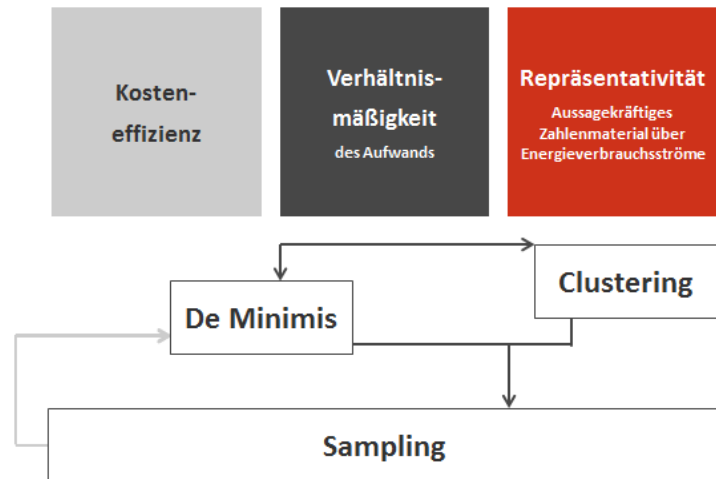 Kosten-
effizienz
Verhältnis-
mäßigkeit
des Aufwands
Repräsentativität
Aussagekräftiges
Zahlenmaterial über
Energieverbrauchsströme
Clustering
De Minimis
Sampling